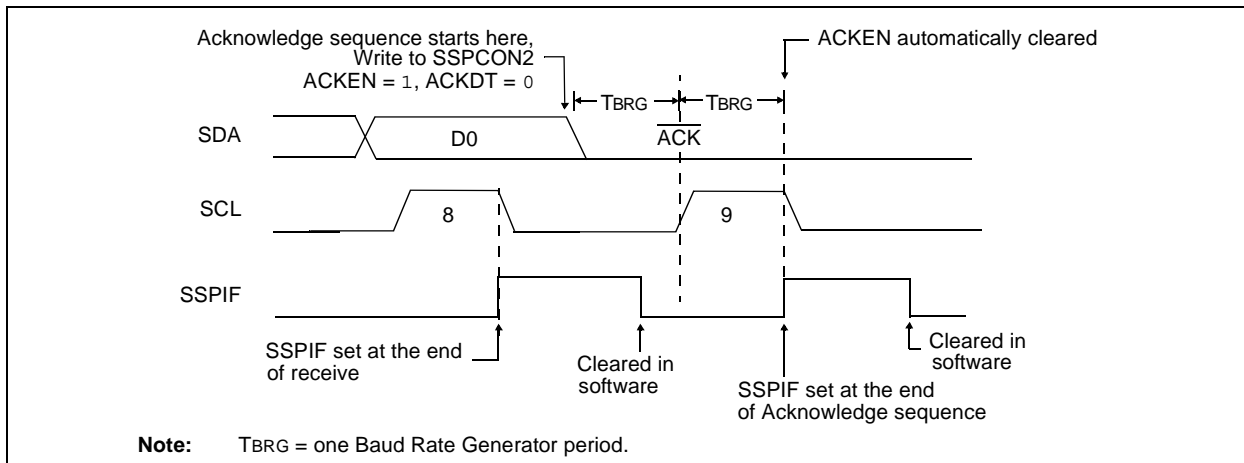 Acknowledge sequence starts here,
Write to SSPCON2
ACKEN = 1, ACKDT = 0
ACKEN automatically cleared
TBRG
TBRG
SDA
D0
ACK
SCL
8
9
SSPIF
SSPIF set at the end
of receive
Cleared in
software
SSPIF set at the end
of Acknowledge sequence
Cleared in
software
Note: TBRG = one Baud Rate Generator period.